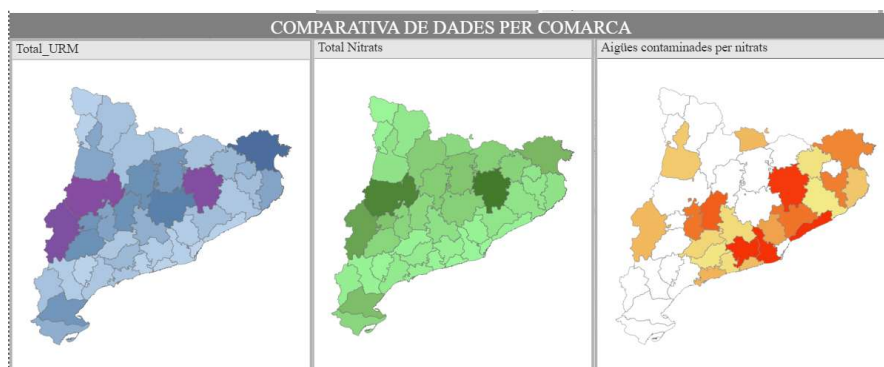 COMPARATIVA DE DADES PER COMARCA
Total_URM
Total Nitrats
Aigües contaminades per nitrats